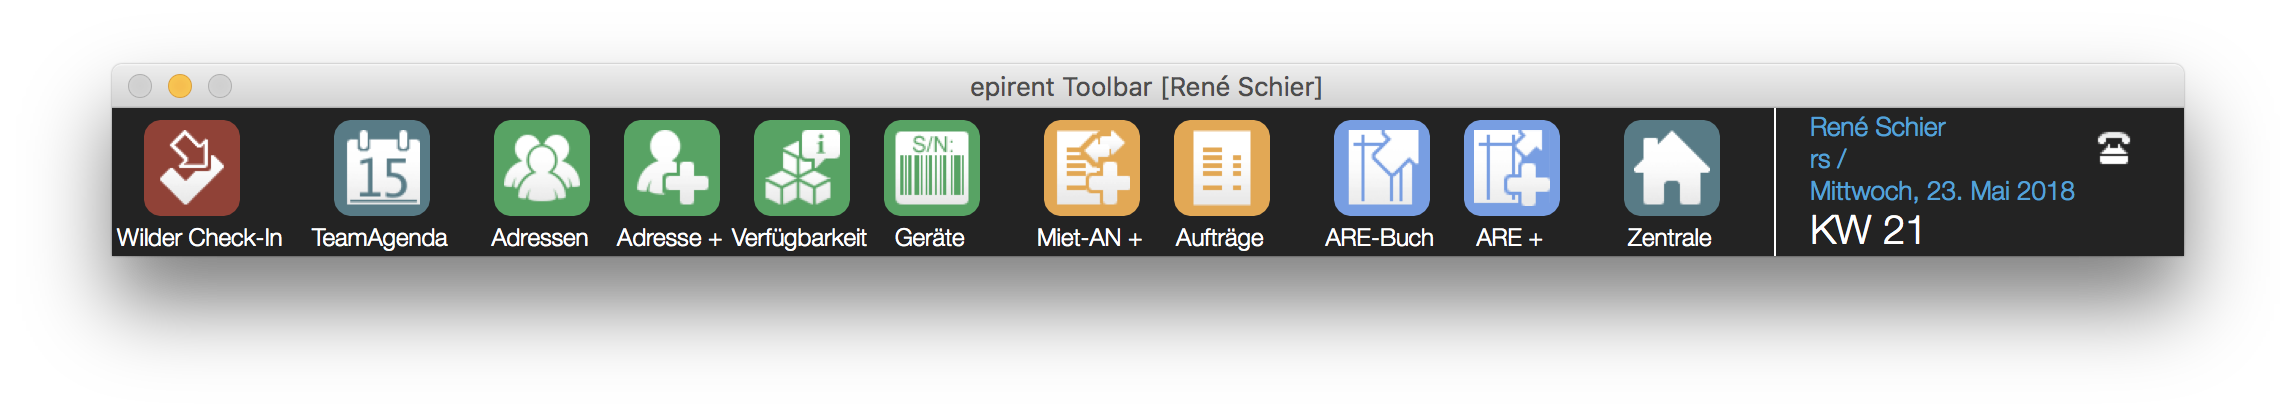 epirent Toolbar [René Schier]
15
i
S/N:
Wilder Check-In
TeamAgenda
Adressen
Adresse +
Verfügbarkeit
Geräte
Miet-AN +
Aufträge
ARE-Buch
ARE +
Zentrale
René Schier
rs /
Mittwoch, 23. Mai 2018
KW 21